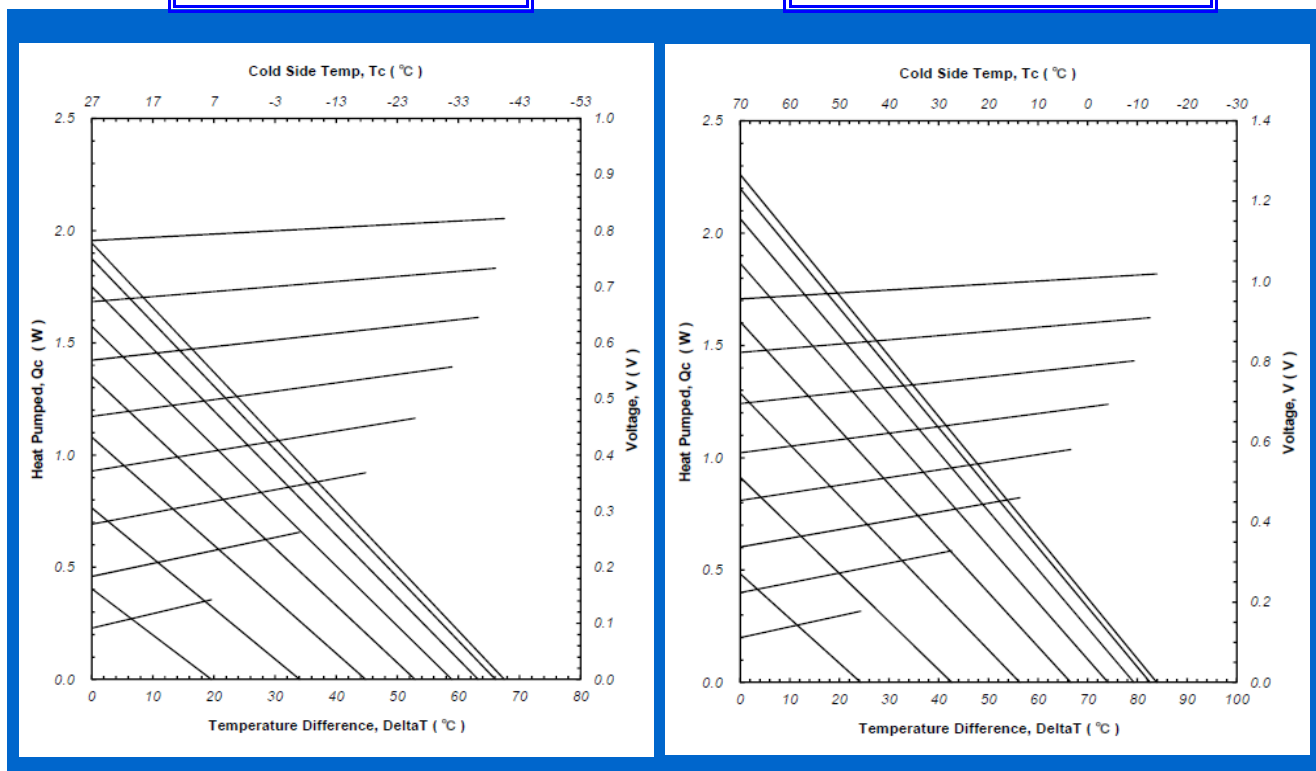 Cold Side Temp, Tc ( °C )
27 17 7 -3 -13 -23 -33 -43 -53
2.5 2.0 1.5 1.0 0.5 0.0
Heat Pumped, Qc ( W )
1.0 0.9 0.8 0.7 0.6 0.5 0.4 0.3 0.2 0.1 0.0
Voltage, V ( V )
0 10 20 30 40 50 60 70 80
Temperature Difference, DeltaT ( °C )
Cold Side Temp, Tc ( °C )
70 60 50 40 30 20 10 0 -10 -20 -30
2.5 2.0 1.5 1.0 0.5 0.0
Heat Pumped, Qc ( W )
1.4 1.2 1.0 0.8 0.6 0.4 0.2 0.0
Voltage, V ( V )
0 10 20 30 40 50 60 70 80 90 100
Temperature Difference, DeltaT ( °C )